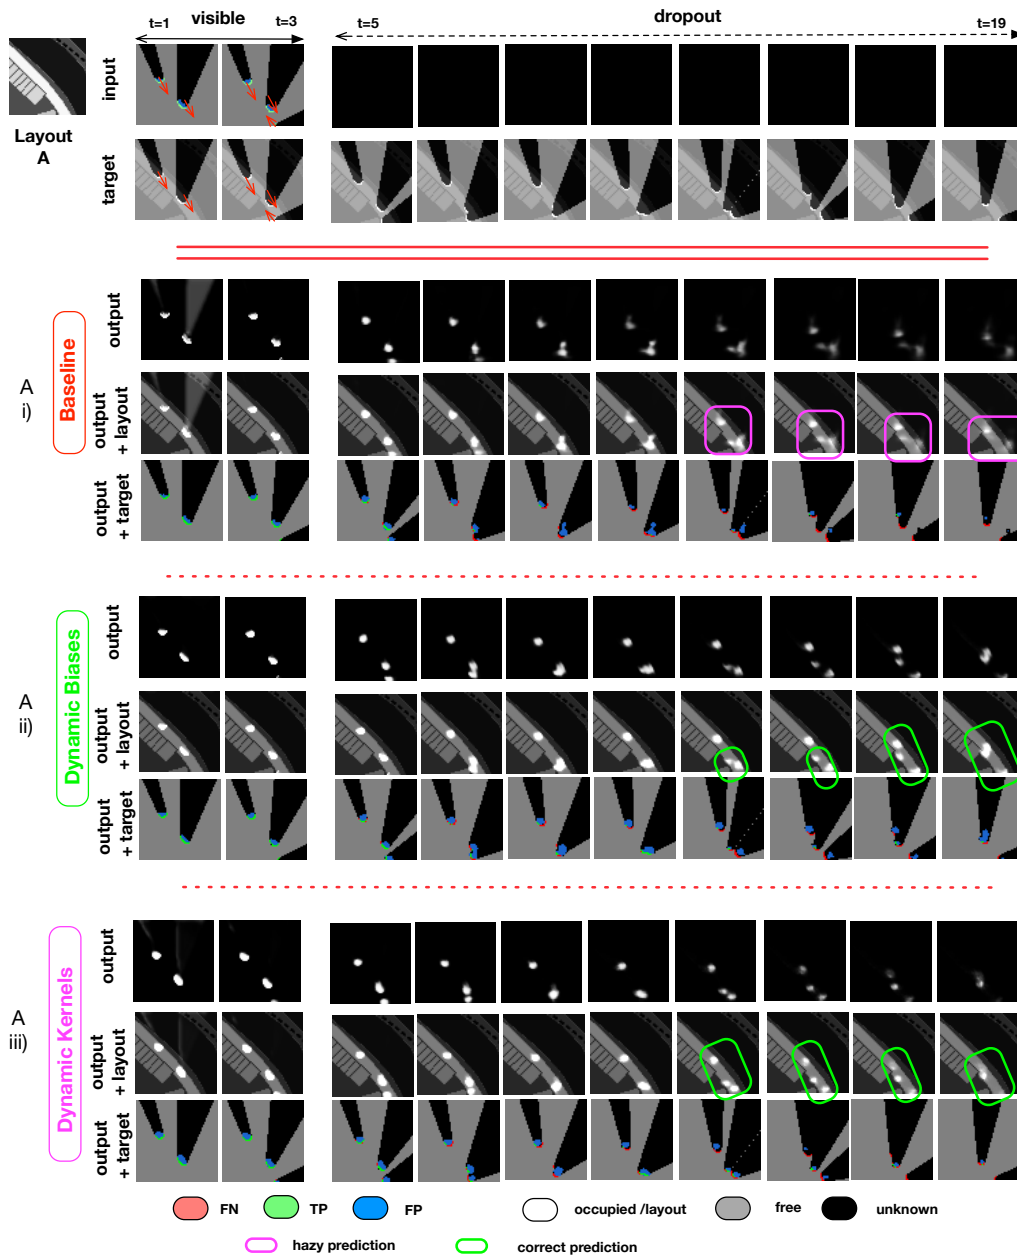 visible
dropout
t=1
t=3
t=5
t=19
input
Layout
A
target
Baseline
A
i)
output
output
+ layout
output
+ target
Dynamic Biases
A
ii)
output
output
+ layout
output
+ target
Dynamic Kernels
A
iii)
output
output
+ layout
output
+ target
FN
TP
FP
occupied /layout
free
unknown
hazy prediction
correct prediction